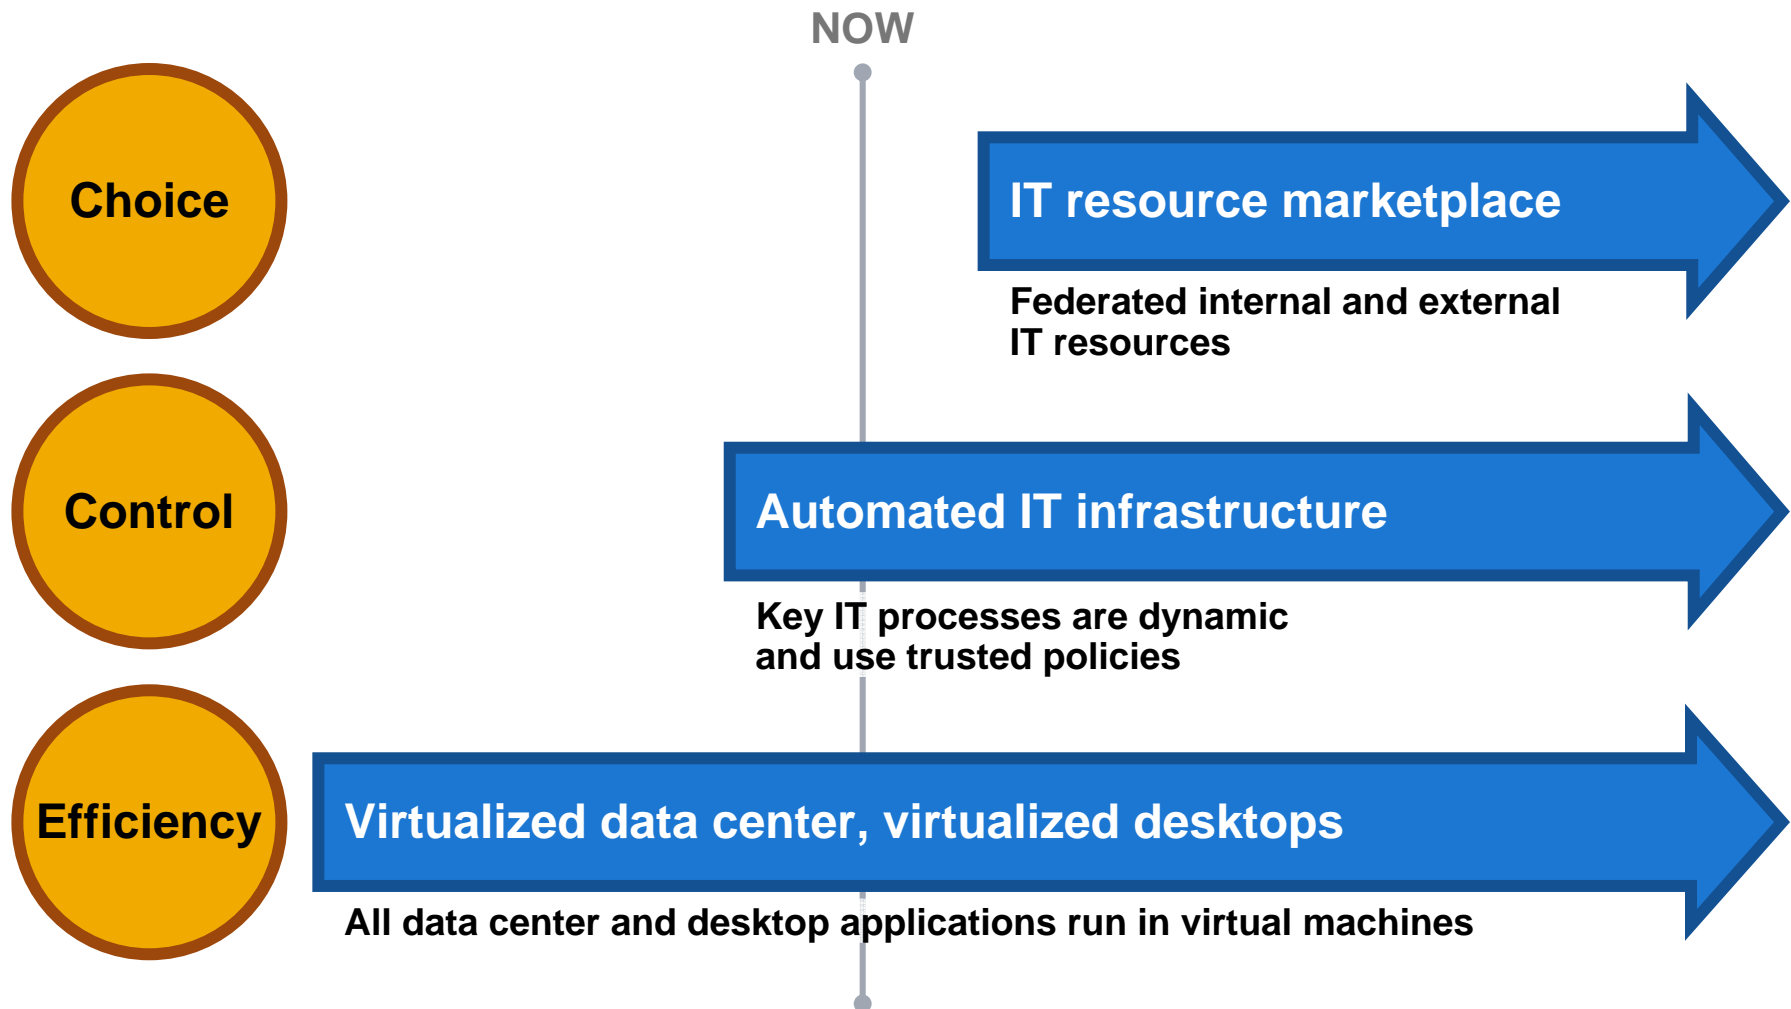 NOW
Choice
IT resource marketplace
Federated internal and external
IT resources
Control
Automated IT infrastructure
Key IT processes are dynamic
and use trusted policies
Efficiency
Virtualized data center, virtualized desktops
All data center and desktop applications run in virtual machines